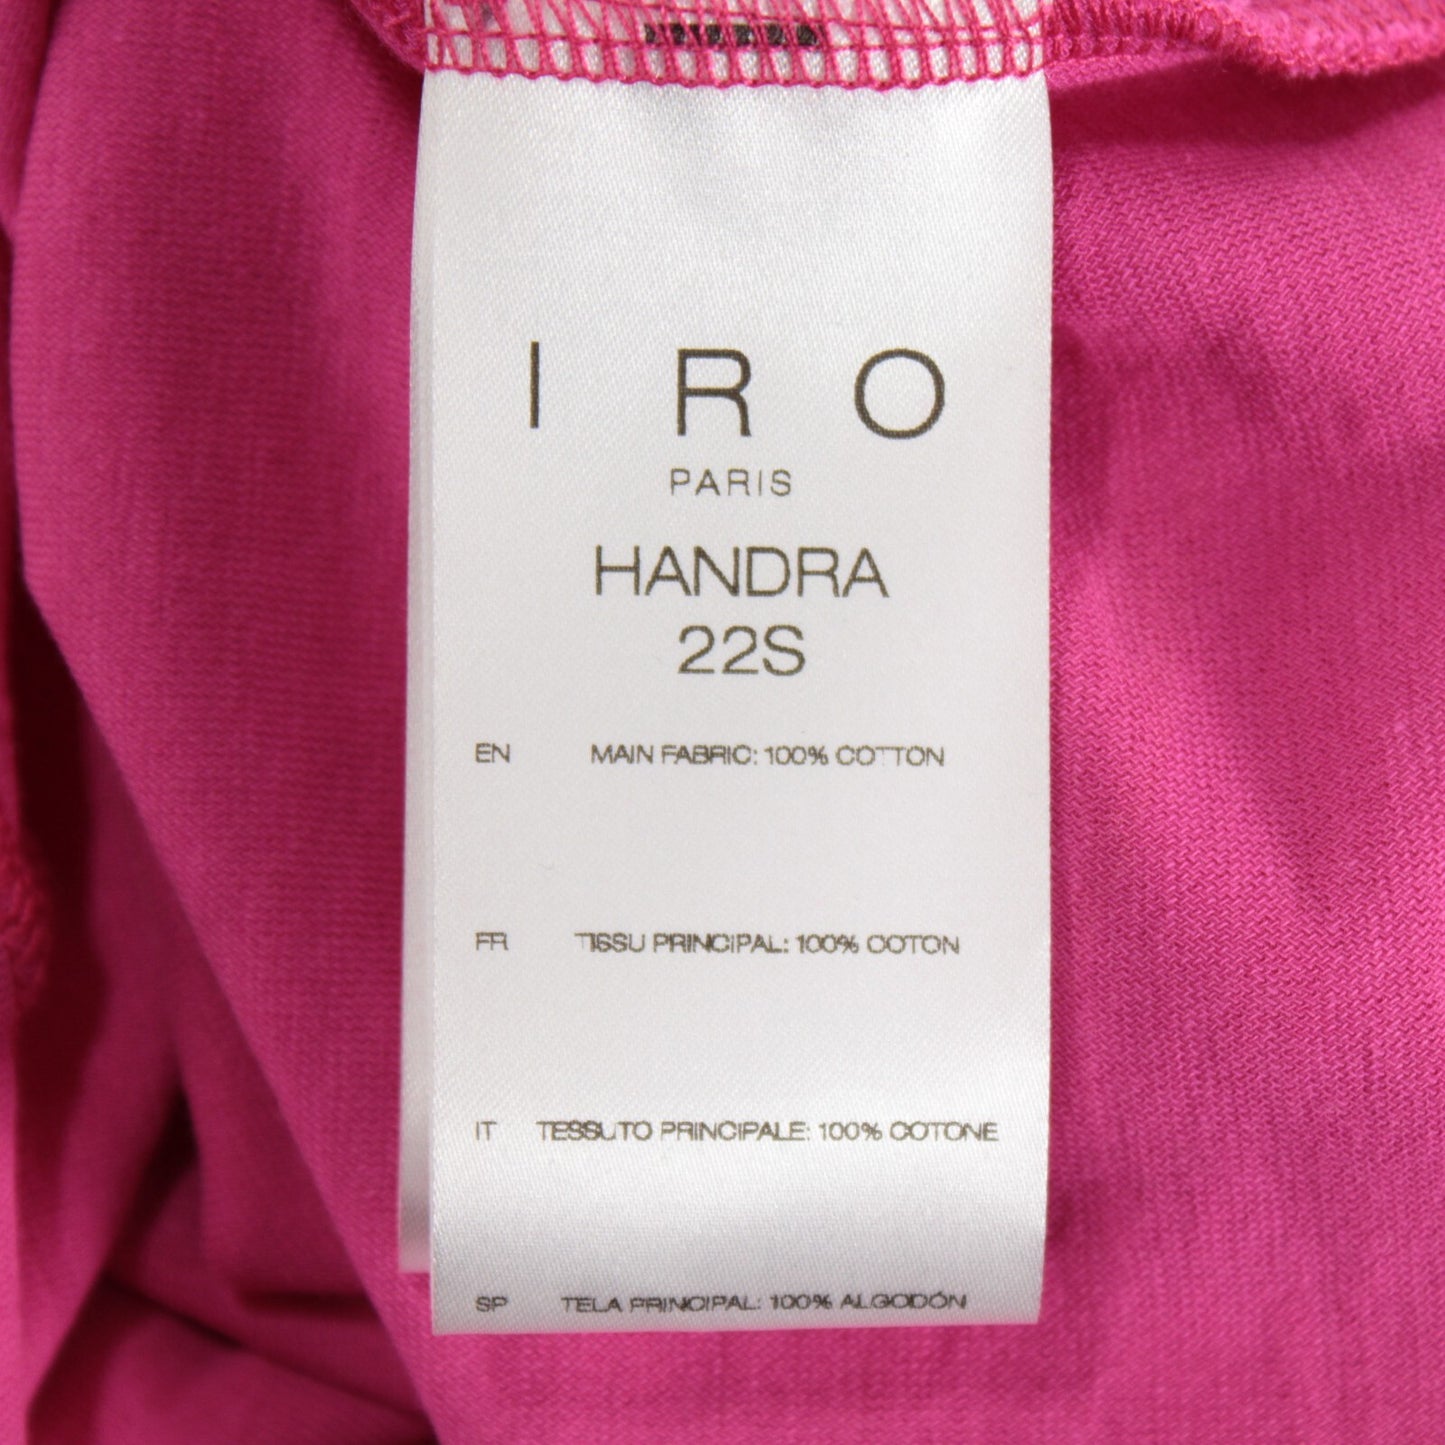 IRO
PARIS
HANDRA
22S
EN MAIN FABRIC: 100% COTTON
FR TISSU PRINCIPAL: 100% COTON
IT TESSUTO PRINCIPALE: 100% COTONE
SP TELA PRINCIPAL: 100% ALGODÓN